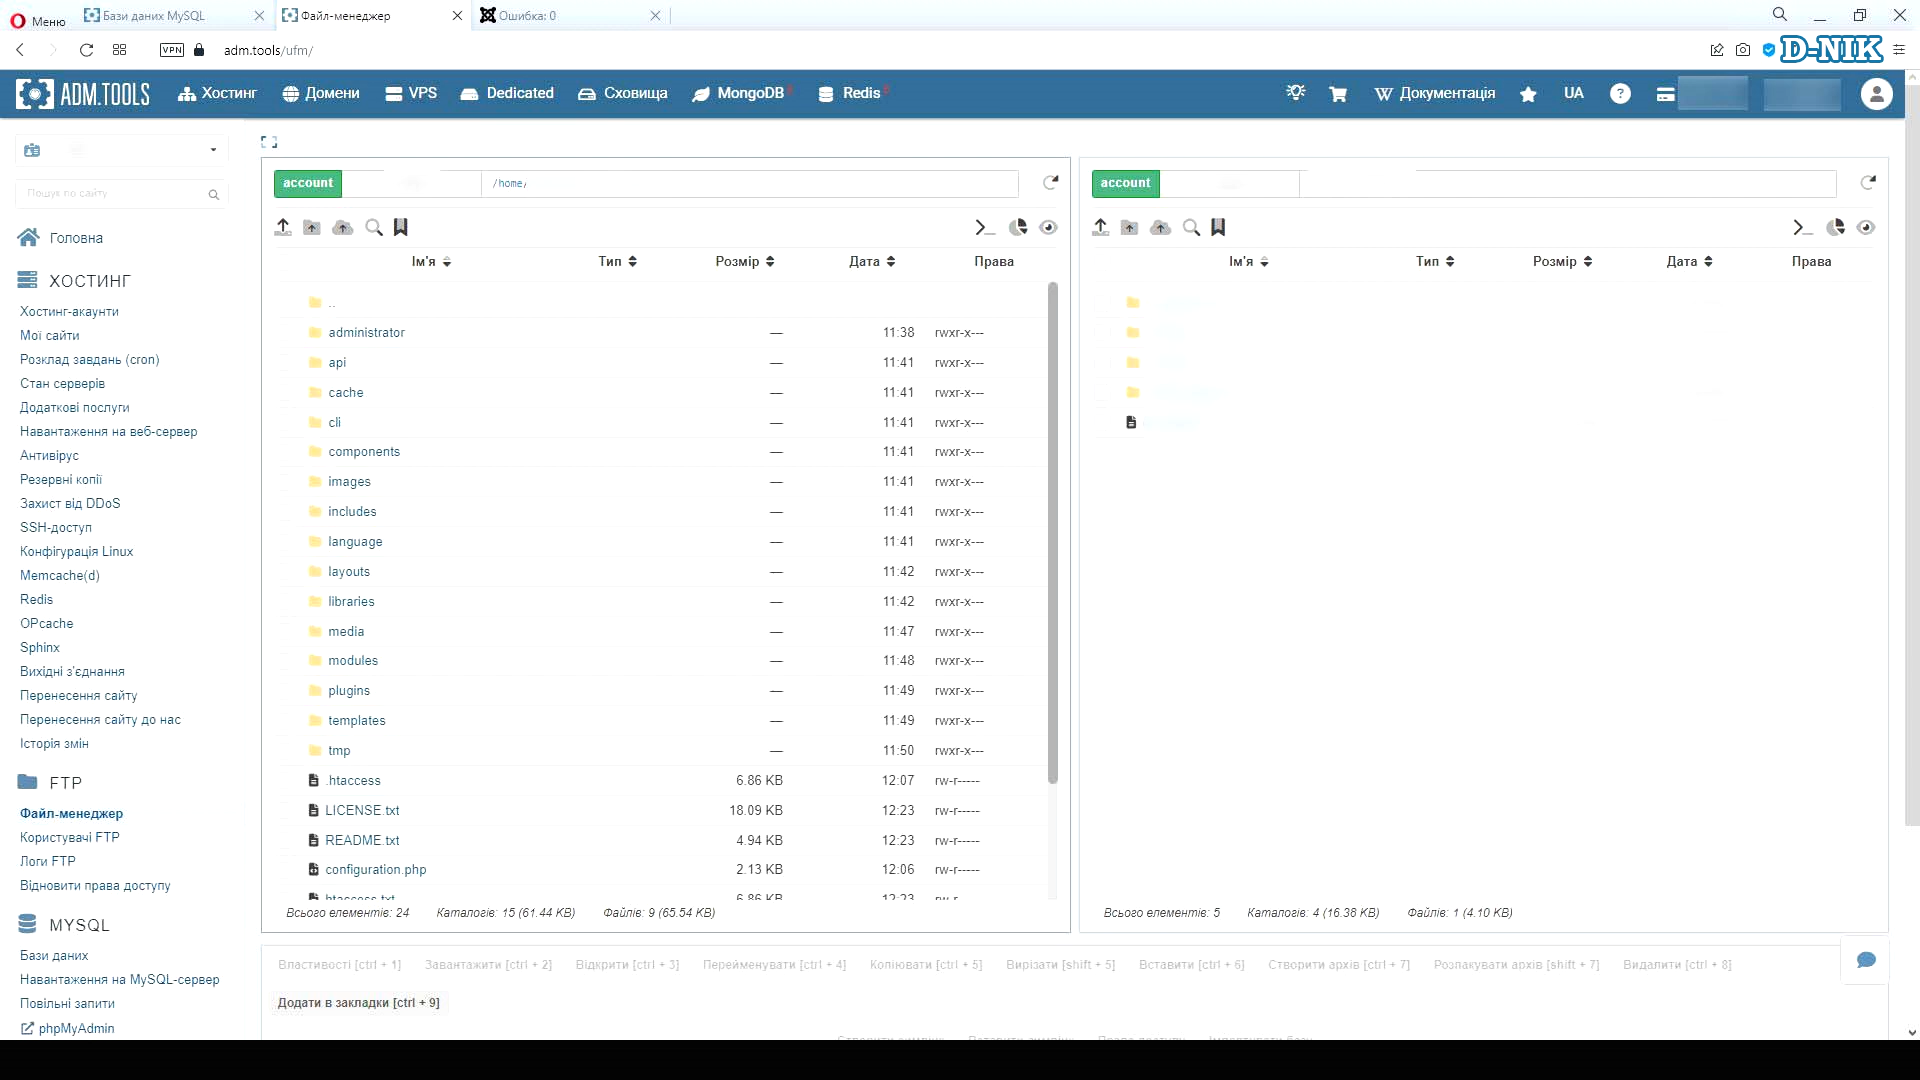 Меню
Бази даних MySQL
Файл-менеджер
Ошибка: 0
VPN
adm.tools/ufm/
D-NIK
ADM.TOOLS
Хостинг
Домени
VPS
Dedicated
Сховища
MongoDB
Redis
Документація
UA
Пошук по сайту
Головна
ХОСТИНГ
Хостинг-акаунти
Мої сайти
Розклад завдань (cron)
Стан серверів
Додаткові послуги
Навантаження на веб-сервер
Антивірус
Резервні копії
Захист від DDoS
SSH-доступ
Конфігурація Linux
Memcache(d)
Redis
OPcache
Sphinx
Вихідні з'єднання
Перенесення сайту
Перенесення сайту до нас
Історія змін
FTP
Файл-менеджер
Користувачі FTP
Логи FTP
Відновити права доступу
MYSQL
Бази даних
Навантаження на MySQL-сервер
Повільні запити
phpMyAdmin
account /home/
Ім'я Тип Розмір Дата Права
..
administrator — 11:38 rwxr-x---
api — 11:41 rwxr-x---
cache — 11:41 rwxr-x---
cli — 11:41 rwxr-x---
components — 11:41 rwxr-x---
images — 11:41 rwxr-x---
includes — 11:41 rwxr-x---
language — 11:41 rwxr-x---
layouts — 11:42 rwxr-x---
libraries — 11:42 rwxr-x---
media — 11:47 rwxr-x---
modules — 11:48 rwxr-x---
plugins — 11:49 rwxr-x---
templates — 11:49 rwxr-x---
tmp — 11:50 rwxr-x---
.htaccess 6.86 KB 12:07 rw-r-----
LICENSE.txt 18.09 KB 12:23 rw-r-----
README.txt 4.94 KB 12:23 rw-r-----
configuration.php 2.13 KB 12:06 rw-r-----
htaccess.txt 6.86 KB 12:23 rw-r-----
Всього елементів: 24 Каталогів: 15 (61.44 KB) Файлів: 9 (65.54 KB)
account
Ім'я Тип Розмір Дата Права
Всього елементів: 5 Каталогів: 4 (16.38 KB) Файлів: 1 (4.10 KB)
Властивості [ctrl + 1] Завантажити [ctrl + 2] Відкрити [ctrl + 3] Перейменувати [ctrl + 4] Копіювати [ctrl + 5] Вирізати [shift + 5] Вставити [ctrl + 6] Створити архів [ctrl + 7] Розпакувати архів [shift + 7] Видалити [ctrl + 8]
Додати в закладки [ctrl + 9]